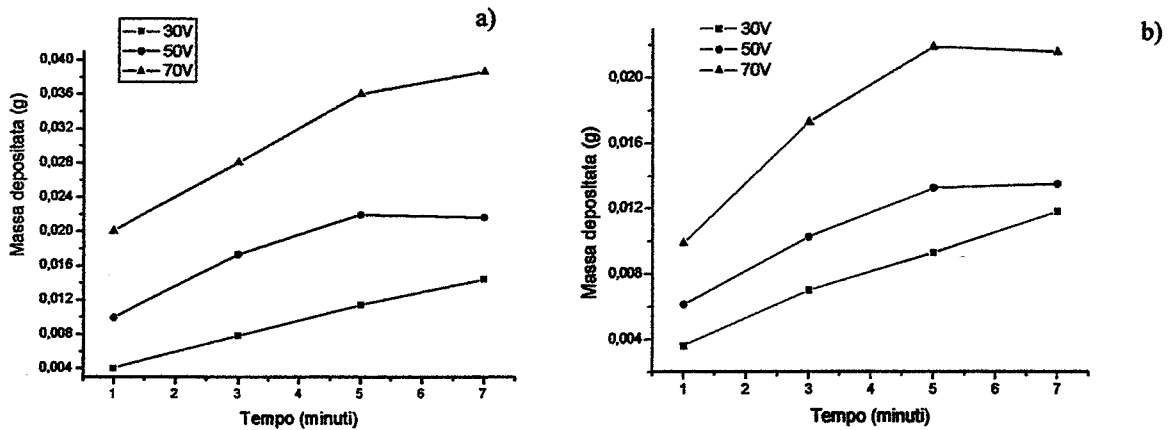 a)
30V
50V
70V
0,040
0,036
0,032
0,028
0,024
0,020
0,016
0,012
0,008
0,004
Massa depositata (g)
1 2 3 4 5 6 7
Tempo (minuti)
b)
30V
50V
70V
0,020
0,016
0,012
0,008
0,004
Massa depositata (g)
1 2 3 4 5 6 7
Tempo (minuti)